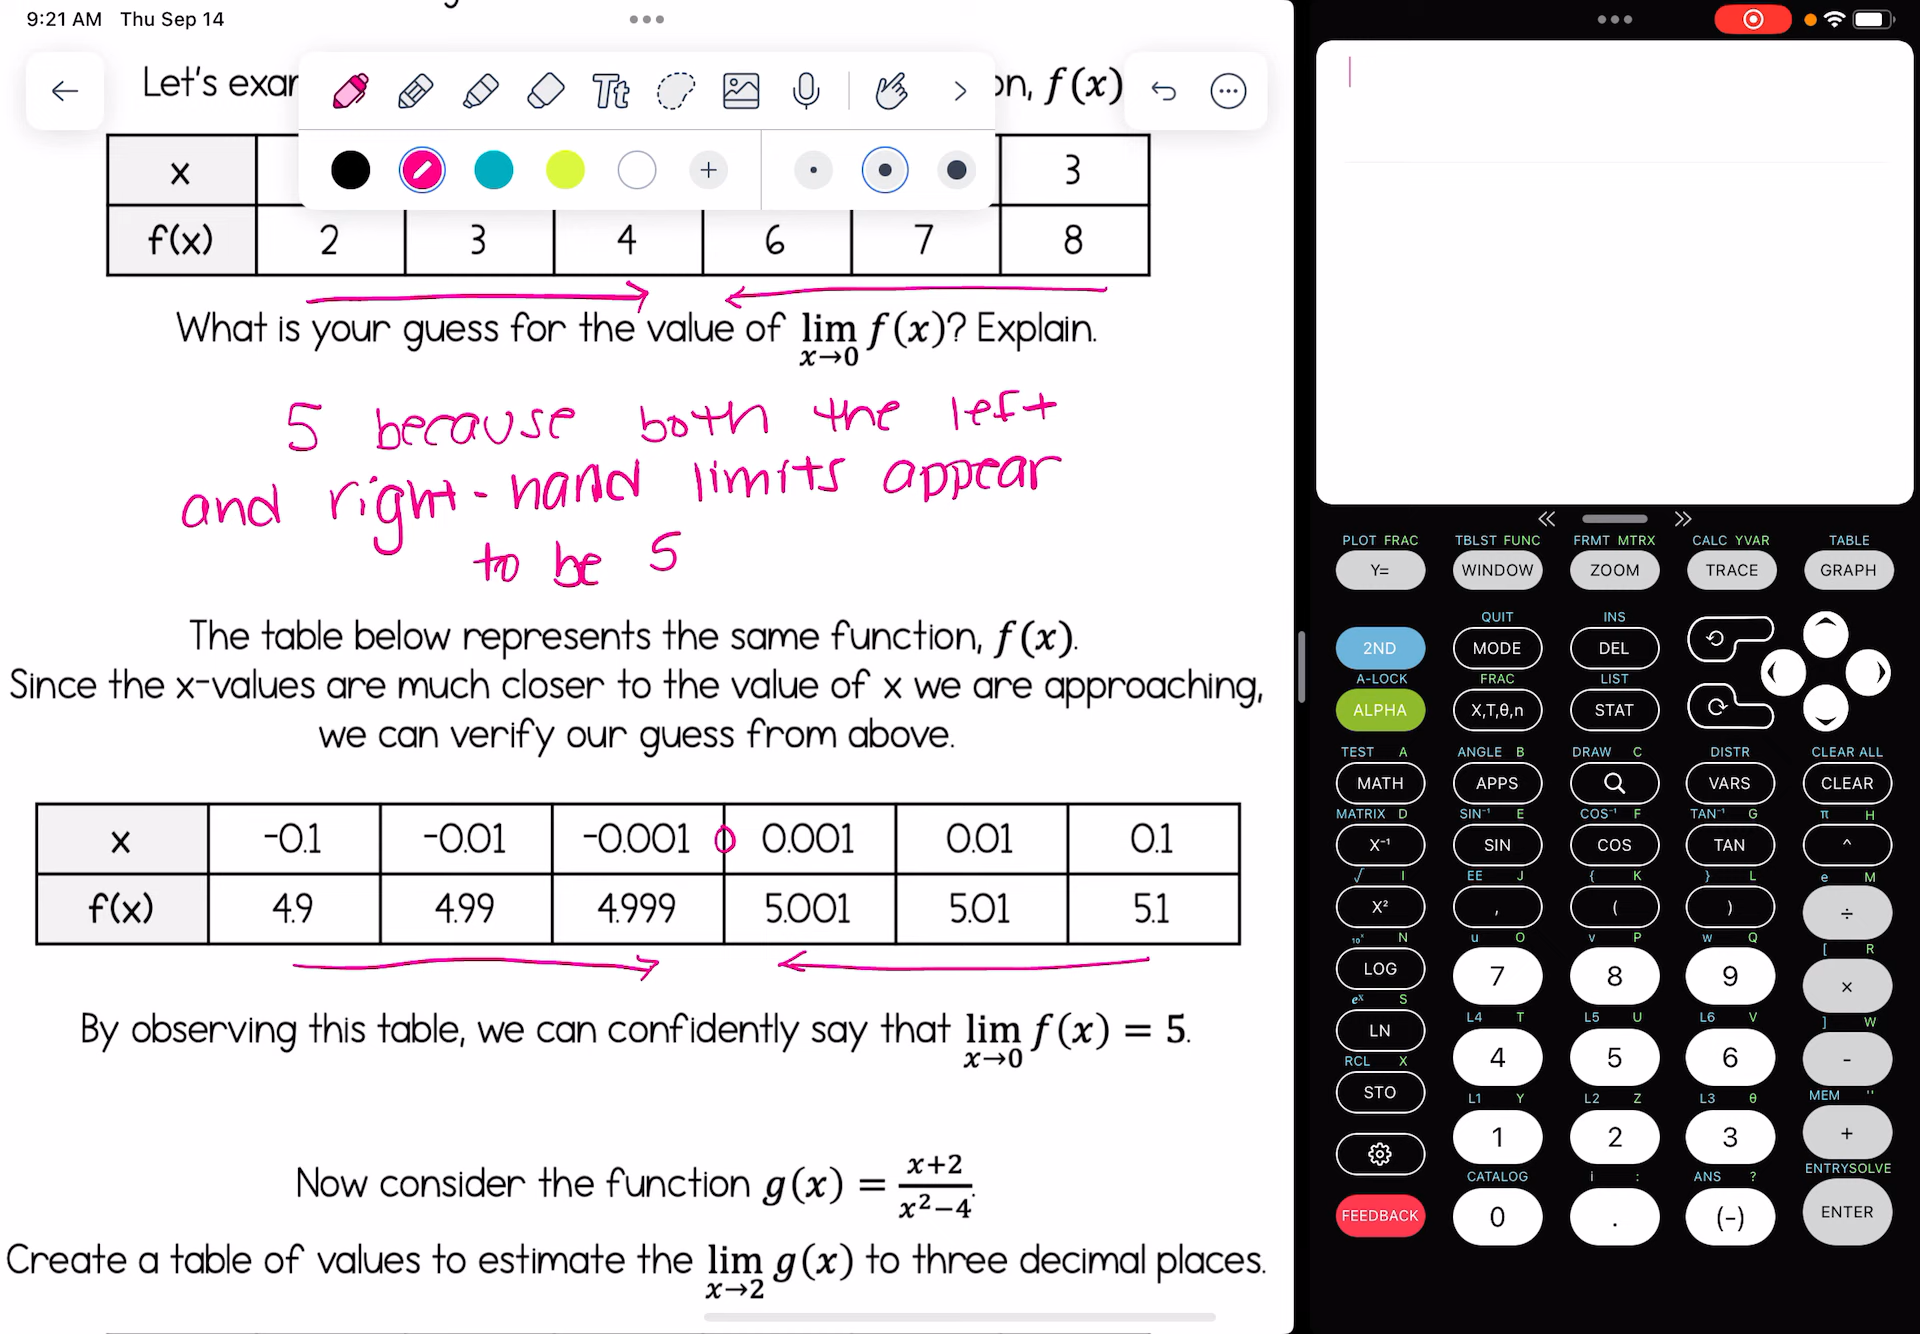 9:21 AM Thu Sep 14
Let's exar
on, f(x)
Tt
x 3
f(x) 2 3 4 6 7 8
What is your guess for the value of lim x→0 f(x)? Explain.
5 because both the left
and right-hand limits appear
to be 5
The table below represents the same function, f(x).
Since the x-values are much closer to the value of x we are approaching,
we can verify our guess from above.
x -0.1 -0.01 -0.001 0 0.001 0.01 0.1
f(x) 4.9 4.99 4.999 5.001 5.01 5.1
By observing this table, we can confidently say that lim x→0 f(x) = 5.
Now consider the function g(x) = x+2 / x²−4.
Create a table of values to estimate the lim x→2 g(x) to three decimal places.
PLOT FRAC TBLST FUNC FRMT MTRX CALC YVAR TABLE
Y= WINDOW ZOOM TRACE GRAPH
QUIT INS
2ND MODE DEL
A-LOCK FRAC LIST
ALPHA X,T,θ,n STAT
TEST A ANGLE B DRAW C DISTR CLEAR ALL
MATH APPS VARS CLEAR
MATRIX D SIN⁻¹ E COS⁻¹ F TAN⁻¹ G π H
X⁻¹ SIN COS TAN ^
√ I EE J { K } L e M
X² , ( ) ÷
10ˣ N u O v P w Q [ R
LOG 7 8 9 ×
eˣ S L4 T L5 U L6 V ] W
LN 4 5 6 -
RCL X L1 Y L2 Z L3 θ MEM "
STO 1 2 3 +
CATALOG i : ANS ? ENTRY SOLVE
FEEDBACK 0 . (-) ENTER